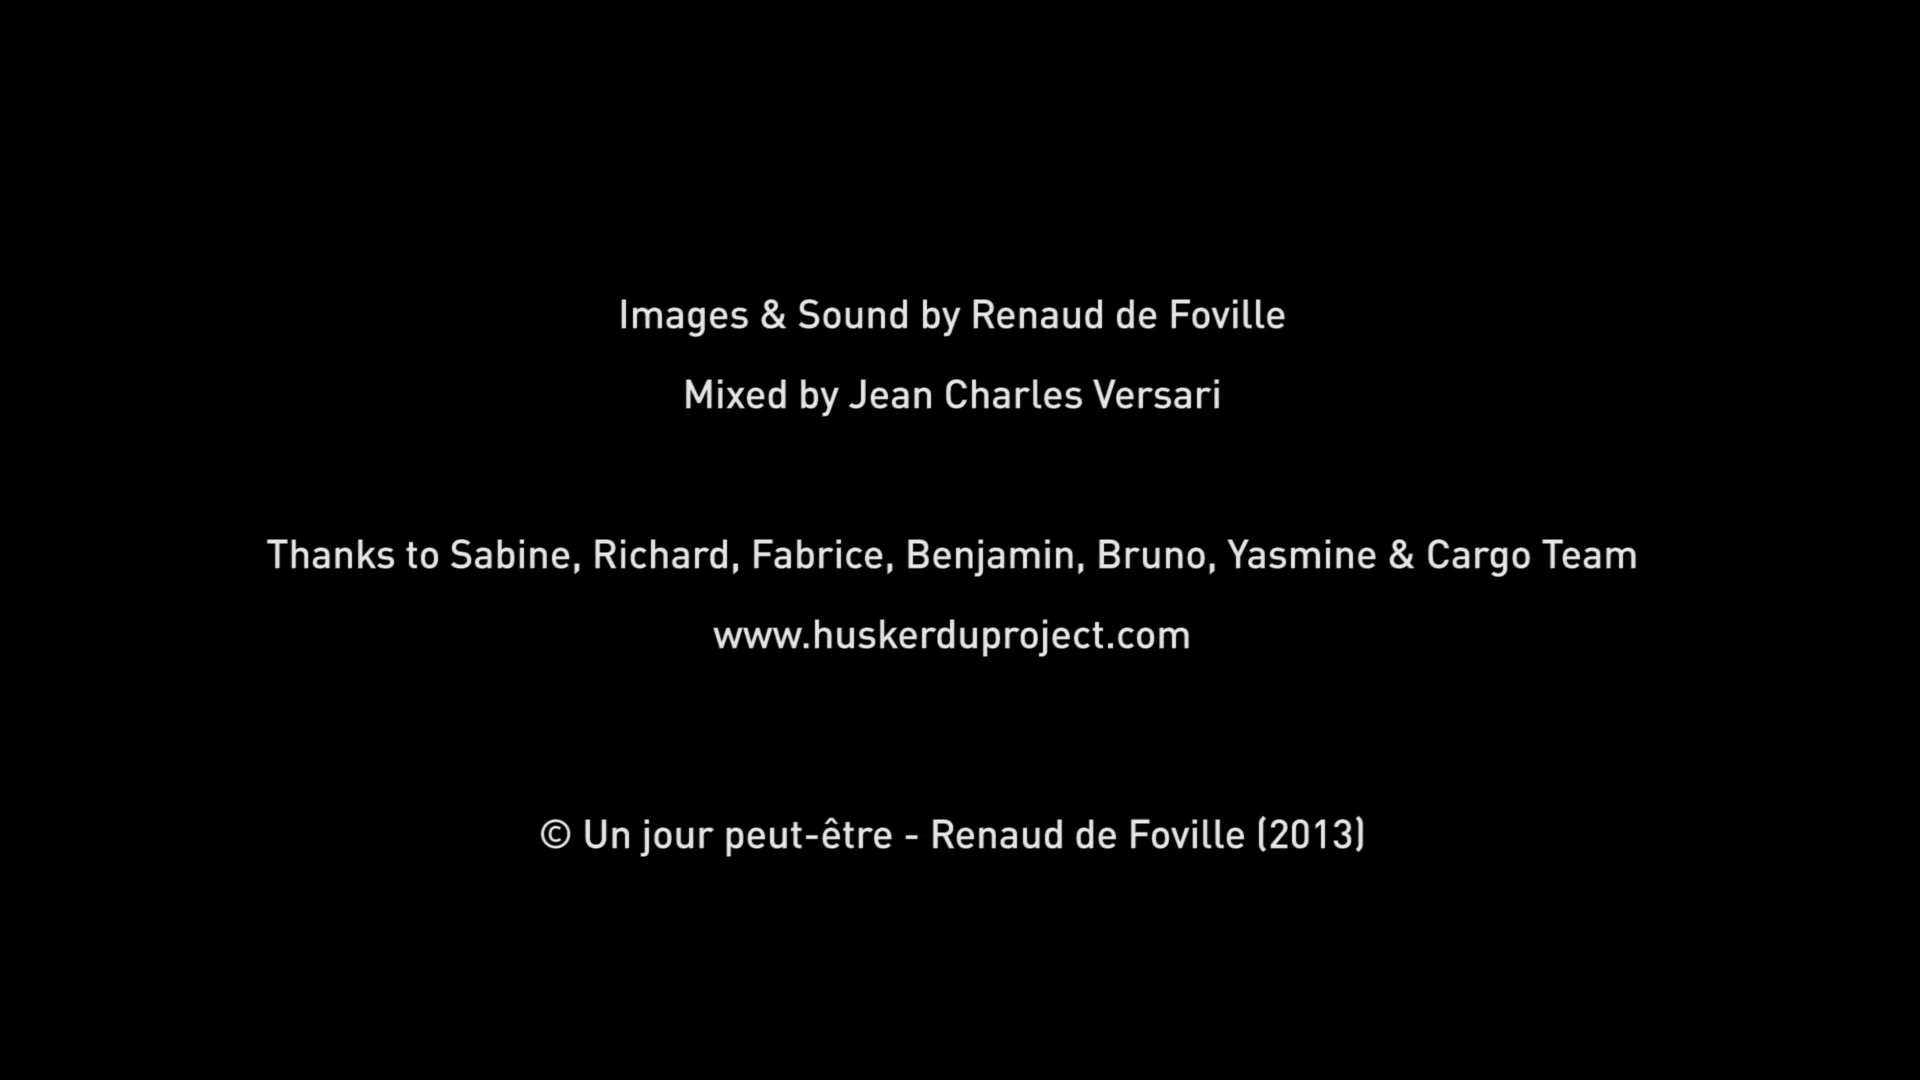 Images & Sound by Renaud de Foville
Mixed by Jean Charles Versari
Thanks to Sabine, Richard, Fabrice, Benjamin, Bruno, Yasmine & Cargo Team
www.huskerduproject.com
© Un jour peut-être - Renaud de Foville (2013)